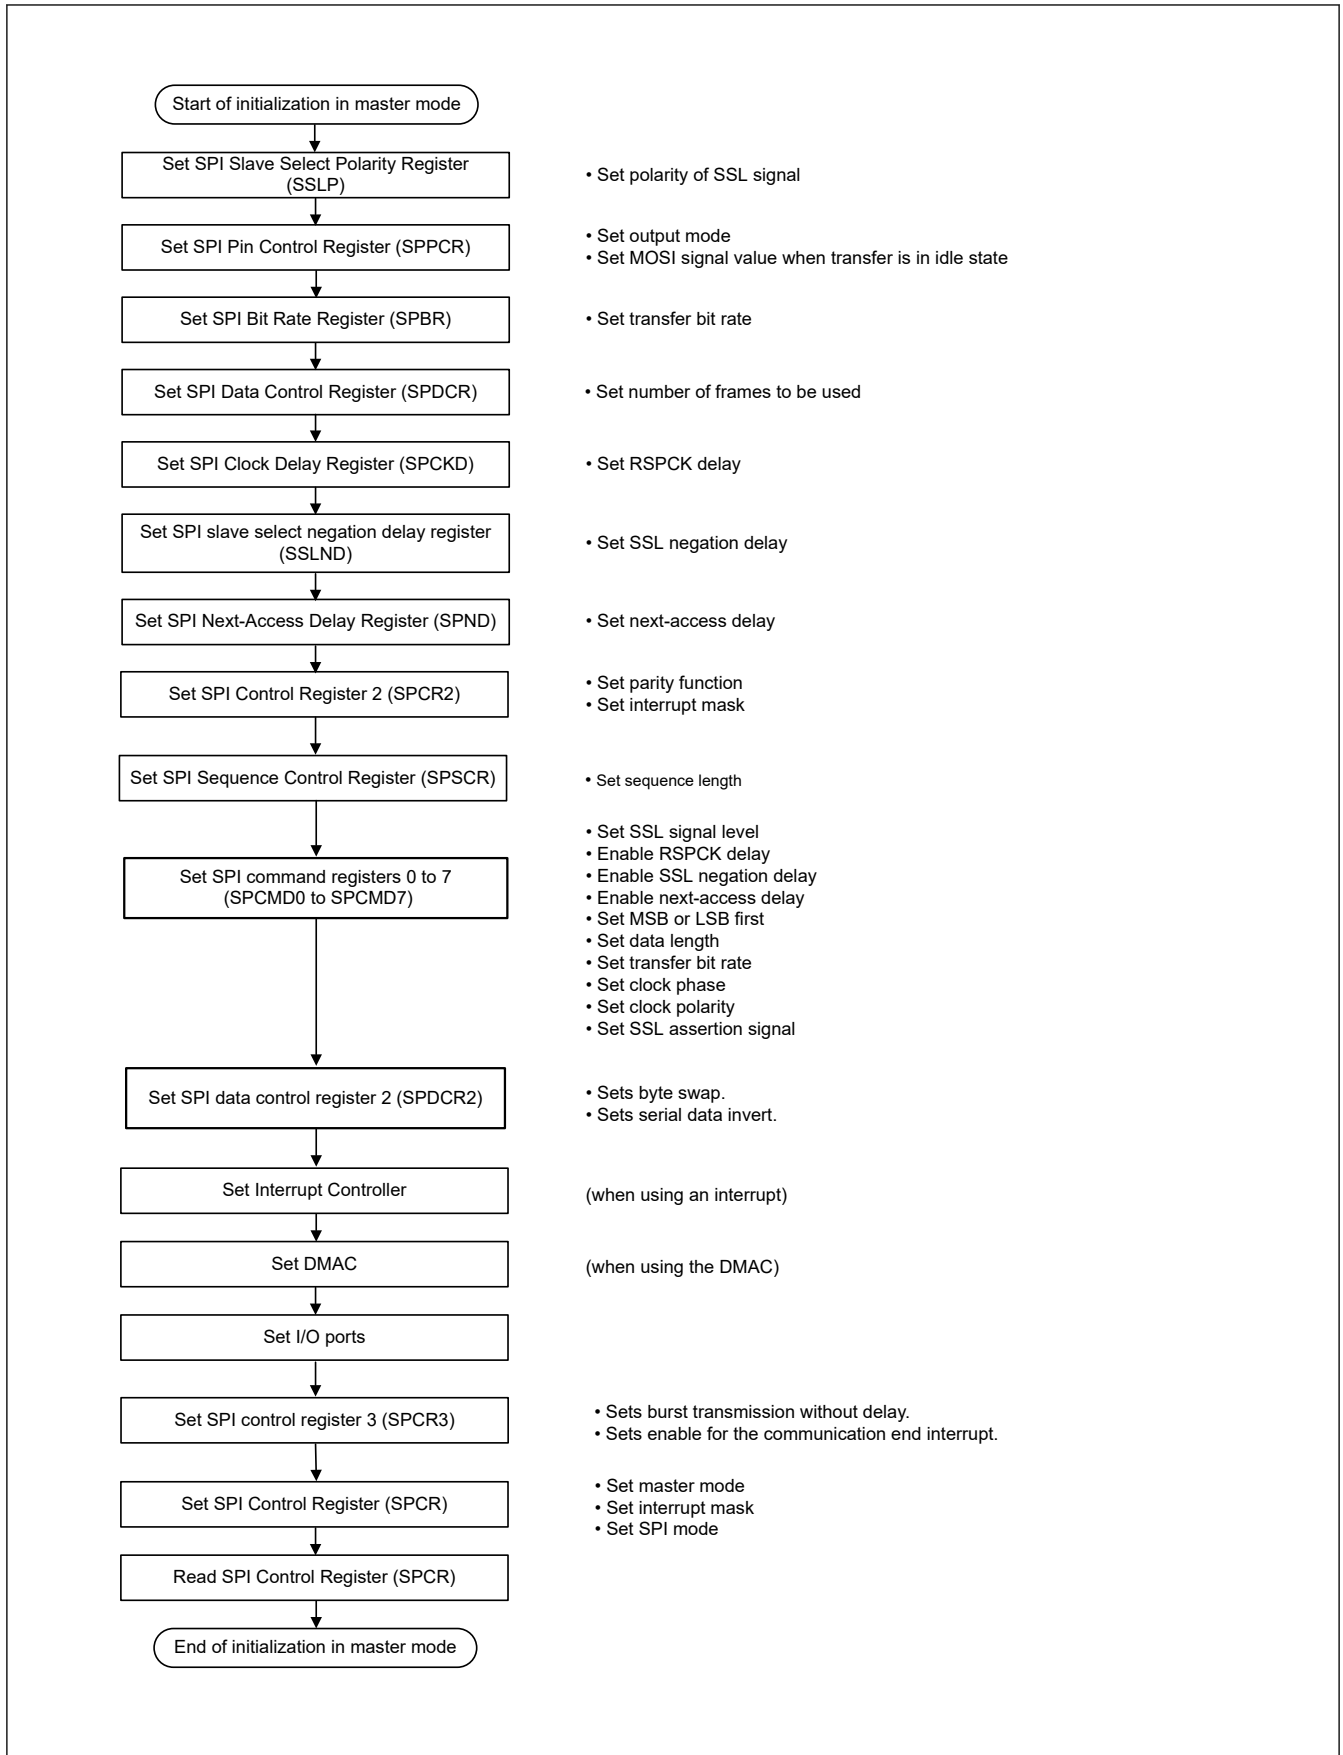 Start of initialization in master mode
Set SPI Slave Select Polarity Register
(SSLP)
• Set polarity of SSL signal
Set SPI Pin Control Register (SPPCR)
• Set output mode
• Set MOSI signal value when transfer is in idle state
Set SPI Bit Rate Register (SPBR)
• Set transfer bit rate
Set SPI Data Control Register (SPDCR)
• Set number of frames to be used
Set SPI Clock Delay Register (SPCKD)
• Set RSPCK delay
Set SPI slave select negation delay register
(SSLND)
• Set SSL negation delay
Set SPI Next-Access Delay Register (SPND)
• Set next-access delay
Set SPI Control Register 2 (SPCR2)
• Set parity function
• Set interrupt mask
Set SPI Sequence Control Register (SPSCR)
• Set sequence length
Set SPI command registers 0 to 7
(SPCMD0 to SPCMD7)
• Set SSL signal level
• Enable RSPCK delay
• Enable SSL negation delay
• Enable next-access delay
• Set MSB or LSB first
• Set data length
• Set transfer bit rate
• Set clock phase
• Set clock polarity
• Set SSL assertion signal
Set SPI data control register 2 (SPDCR2)
• Sets byte swap.
• Sets serial data invert.
Set Interrupt Controller
(when using an interrupt)
Set DMAC
(when using the DMAC)
Set I/O ports
Set SPI control register 3 (SPCR3)
• Sets burst transmission without delay.
• Sets enable for the communication end interrupt.
Set SPI Control Register (SPCR)
• Set master mode
• Set interrupt mask
• Set SPI mode
Read SPI Control Register (SPCR)
End of initialization in master mode